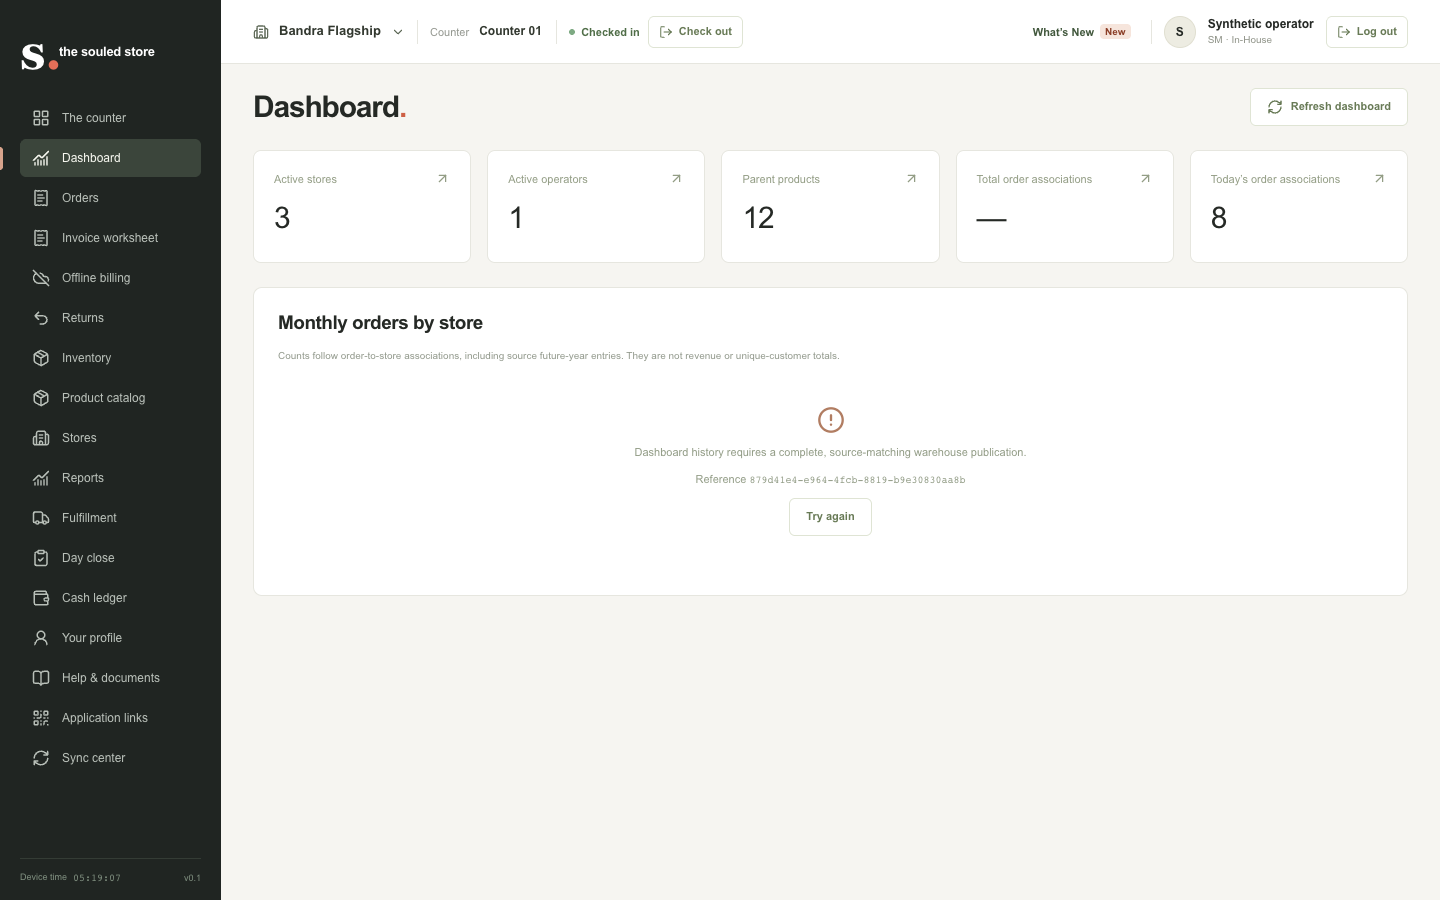 S.
the souled store
The counter
Dashboard
Orders
Invoice worksheet
Offline billing
Returns
Inventory
Product catalog
Stores
Reports
Fulfillment
Day close
Cash ledger
Your profile
Help & documents
Application links
Sync center
Device time 05:19:07 v0.1
Bandra Flagship Counter Counter 01 Checked in Check out What's New New S Synthetic operator Log out
SM · In-House
Dashboard.
Refresh dashboard
Active stores
3
Active operators
1
Parent products
12
Total order associations
—
Today's order associations
8
Monthly orders by store
Counts follow order-to-store associations, including source future-year entries. They are not revenue or unique-customer totals.
Dashboard history requires a complete, source-matching warehouse publication.
Reference 879d41e4-e964-4fcb-8819-b9e30830aa8b
Try again